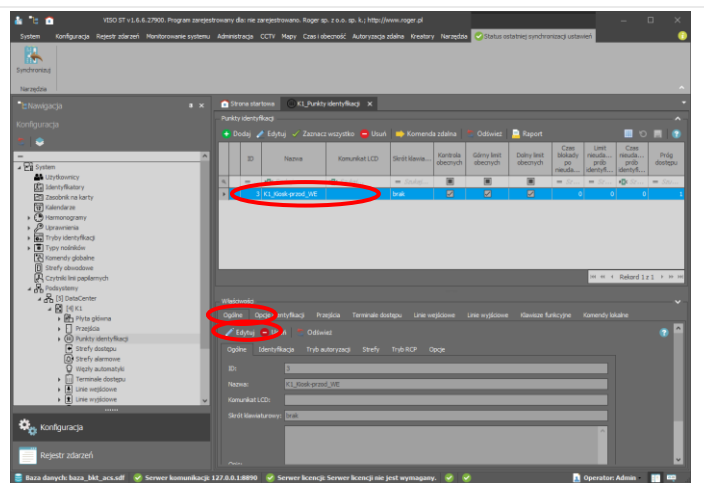 VISO ST v1.6.6.27900. Program zarejestrowany dla: nie zarejestrowano. Roger sp. z o.o. sp. k.; http://www.roger.pl
System Konfiguracja Rejestr zdarzeń Monitorowanie systemu Administracja CCTV Mapy Czas i obecność Autoryzacja zdalna Kreatory Narzędzia Status ostatniej synchronizacji ustawień
Synchronizuj
Narzędzia
Nawigacja
Strona startowa K1_Punkty identyfikacji
Punkty identyfikacji
Konfiguracja
Dodaj Edytuj Zaznacz wszystko Usuń Komenda zdalna Odśwież Raport
ID Nazwa Komunikat LCD Skrót klawia... Kontrola obecnych Górny limit obecnych Dolny limit obecnych Czas blokady po nieuda... Limit nieuda... prób identyfi... Czas nieuda... prób identyfi... Próg dostępu
3 K1_Kiosk-przod_WE brak 0 0 0 1
System
Użytkownicy
Identyfikatory
Zasobnik na karty
Kalendarze
Harmonogramy
Uprawnienia
Tryby identyfikacji
Typy nośników
Komendy globalne
Strefy obwodowe
Czytniki linii papilarnych
Podsystemy
[5] DataCenter
[4] K1
Płyta główna
Przejścia
Punkty identyfikacji
Strefy dostępu
Strefy alarmowe
Węzły automatyki
Terminale dostępu
Linie wejściowe
Linie wyjściowe
Rekord 1 z 1
Właściwości
Ogólne Opcje identyfikacji Przejścia Terminale dostępu Linie wejściowe Linie wyjściowe Klawisze funkcyjne Komendy lokalne
Edytuj Usuń Odśwież
Ogólne Identyfikacja Tryb autoryzacji Strefy Tryb RCP Opcje
ID: 3
Nazwa: K1_Kiosk-przod_WE
Komunikat LCD:
Skrót klawiaturowy: brak
Opis:
Konfiguracja
Rejestr zdarzeń
Baza danych: baza_bkt_acs.sdf Serwer komunikacji: 127.0.0.1:8890 Serwer licencji: Serwer licencji nie jest wymagany. Operator: Admin